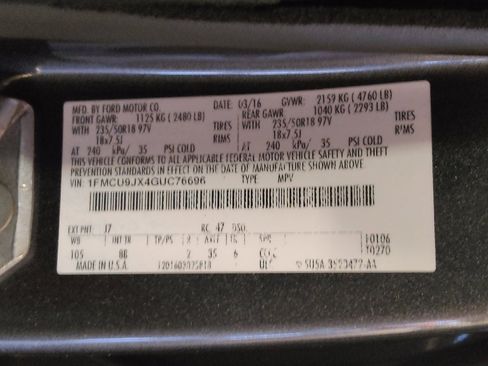 MFD. BY FORD MOTOR CO. DATE: 03/16 GVWR: 2159 KG ( 4760 LB)
FRONT GAWR: 1125 KG ( 2480 LB) REAR GAWR: 1040 KG ( 2293 LB)
WITH 235/50R18 97V TIRES WITH 235/50R18 97V TIRES
18x7.5J RIMS 18x7.5J RIMS
AT 240 kPa/ 35 PSI COLD AT 240 kPa/ 35 PSI COLD
THIS VEHICLE CONFORMS TO ALL APPLICABLE FEDERAL MOTOR VEHICLE SAFETY AND THEFT
PREVENTION STANDARDS IN EFFECT ON THE DATE OF MANUFACTURE SHOWN ABOVE.
VIN: 1FMCU9JX4GUC76696 TYPE: MPV
EXT PNT: J7 RC: 47 DSO:
WB INT TR TP/PS R AXLE TR
105 8B 2 35 6
MADE IN U.S.A.